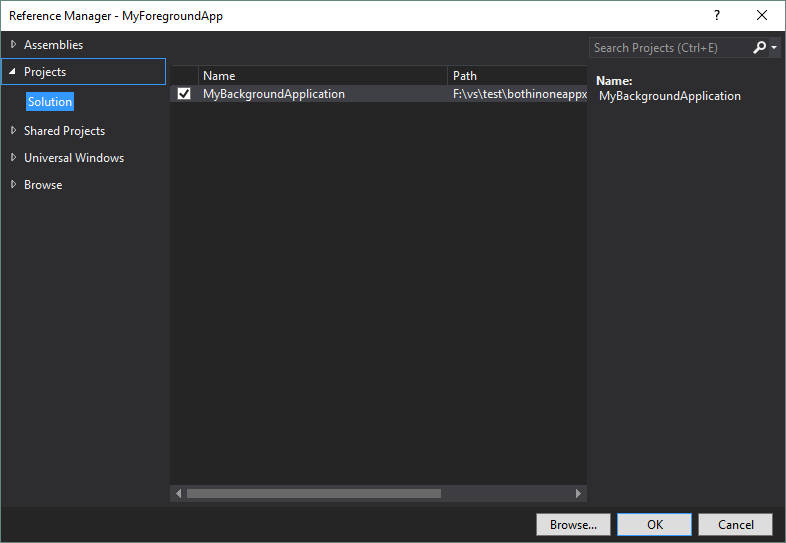 Reference Manager - MyForegroundApp
?
Assemblies
Projects
Solution
Shared Projects
Universal Windows
Browse
Name
Path
MyBackgroundApplication
F:\vs\test\bothinoneappx
Search Projects (Ctrl+E)
Name:
MyBackgroundApplication
Browse...
OK
Cancel